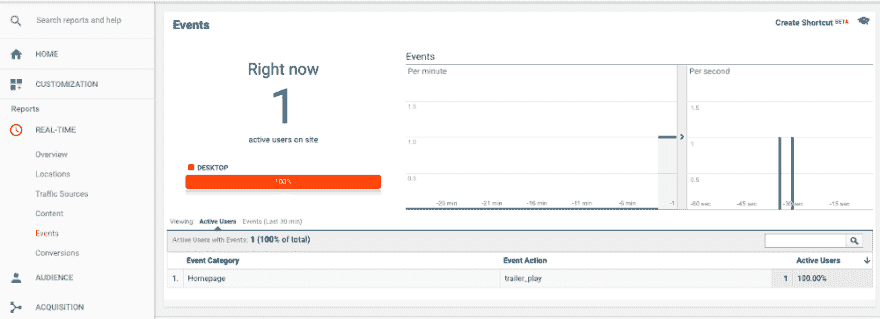 Search reports and help
HOME
CUSTOMIZATION
Reports
REAL-TIME
Overview
Locations
Traffic Sources
Content
Events
Conversions
AUDIENCE
ACQUISITION
Events
Create Shortcut BETA
Right now
1
active users on site
DESKTOP
100%
Events
Per minute
1.5
1.0
0.5
-26 min
-21 min
-16 min
-11 min
-6 min
-1
Per second
1.5
1
0.5
-60 sec
-45 sec
-30 sec
-15 sec
Viewing: Active Users Events (Last 30 min)
Active Users with Events: 1 (100% of total)
Event Category Event Action Active Users
1. Homepage trailer_play 1 100.00%